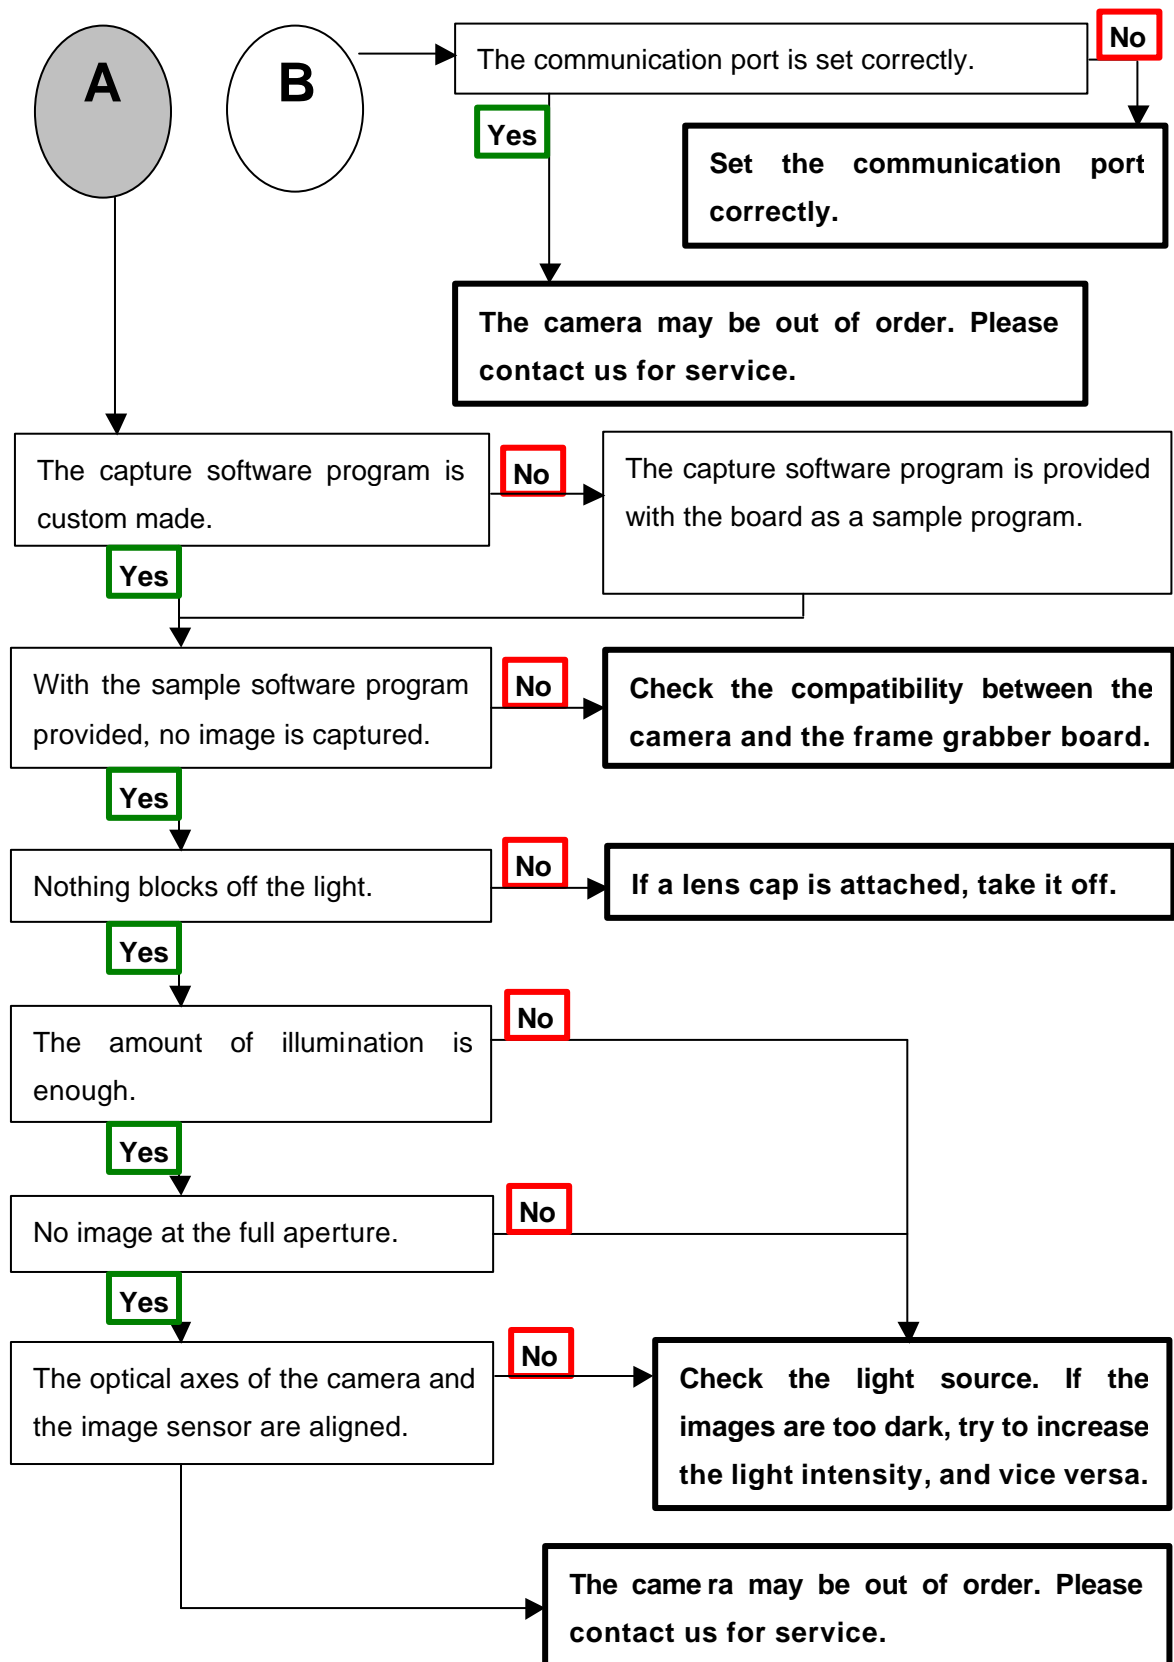 A
B
The communication port is set correctly.
No
Yes
Set the communication port
correctly.
The camera may be out of order. Please
contact us for service.
The capture software program is
custom made.
No
The capture software program is provided
with the board as a sample program.
Yes
With the sample software program
provided, no image is captured.
No
Check the compatibility between the
camera and the frame grabber board.
Yes
Nothing blocks off the light.
No
If a lens cap is attached, take it off.
Yes
The amount of illumination is
enough.
No
Yes
No image at the full aperture.
No
Yes
The optical axes of the camera and
the image sensor are aligned.
No
Check the light source. If the
images are too dark, try to increase
the light intensity, and vice versa.
The came ra may be out of order. Please
contact us for service.